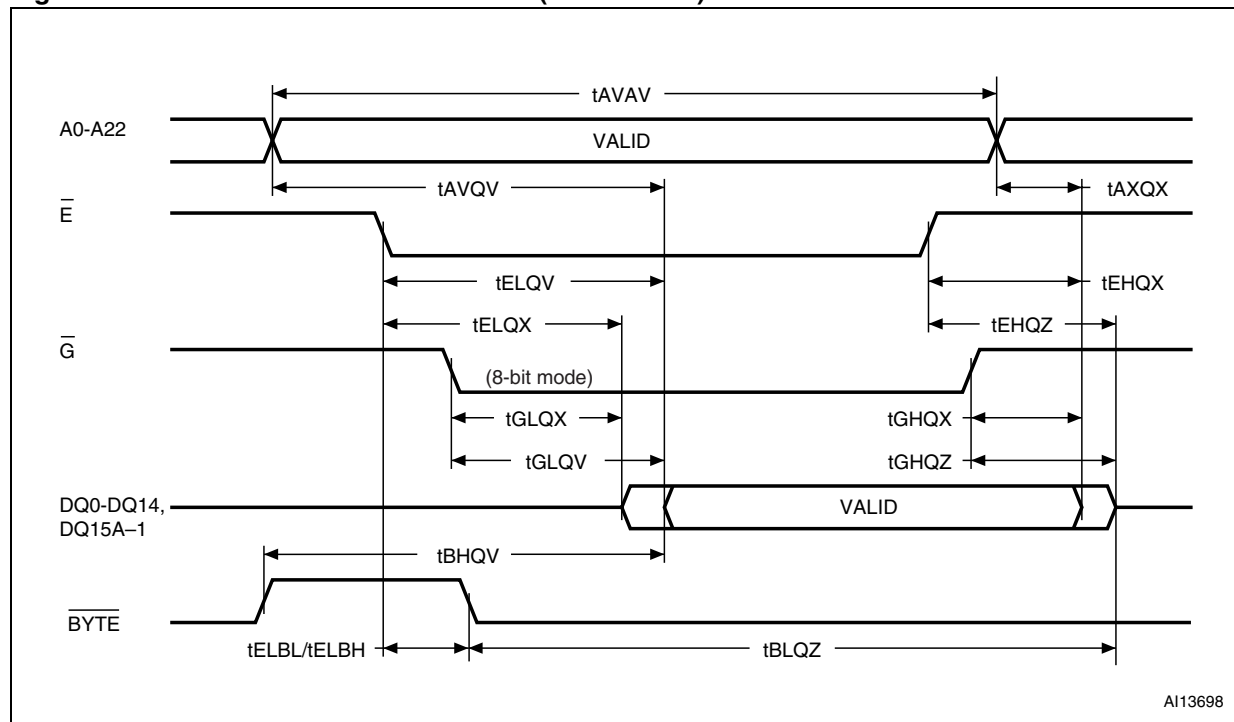 tAVAV
A0-A22
VALID
tAVQV
tAXQX
E
tELQV
tEHQX
tELQX
tEHQZ
G
(8-bit mode)
tGLQX
tGHQX
tGLQV
tGHQZ
DQ0-DQ14,
DQ15A–1
VALID
tBHQV
BYTE
tELBL/tELBH
tBLQZ
AI13698